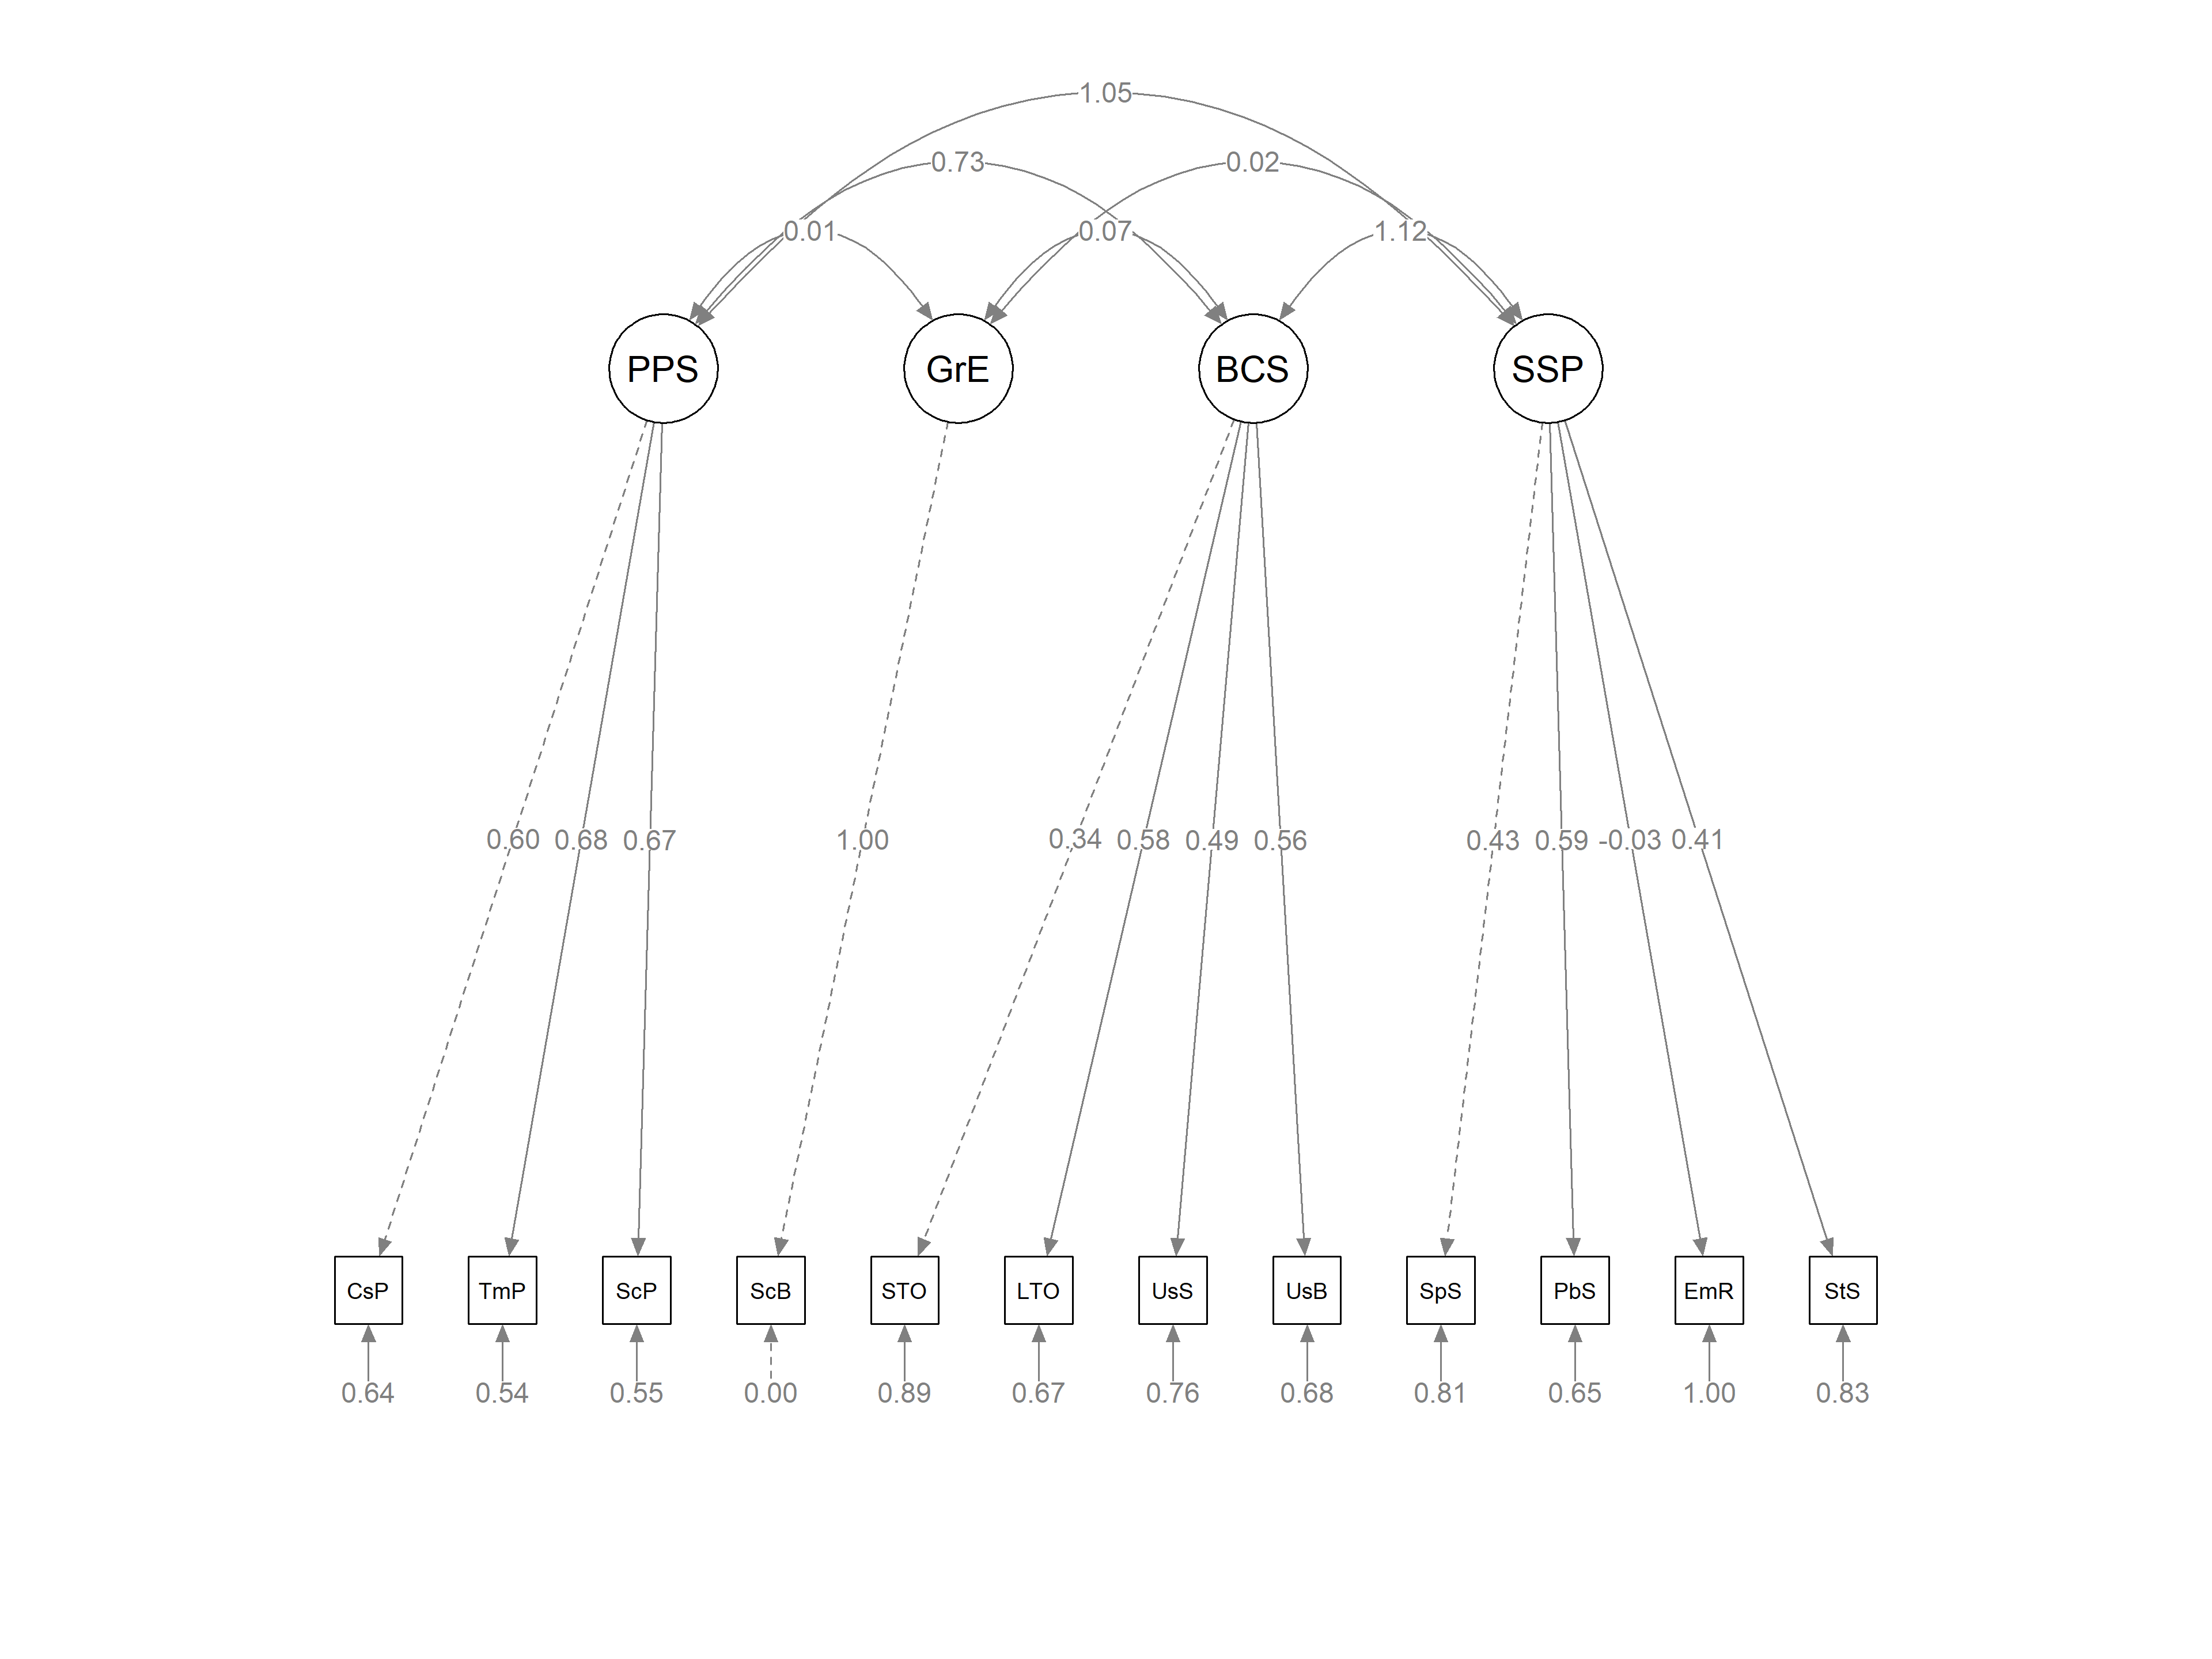 1.05
0.73 0.02
0.01 0.07 1.12
PPS GrE BCS SSP
0.60 0.68 0.67 1.00 0.34 0.58 0.49 0.56 0.43 0.59 -0.03 0.41
CsP TmP ScP ScB STO LTO UsS UsB SpS PbS EmR StS
0.64 0.54 0.55 0.00 0.89 0.67 0.76 0.68 0.81 0.65 1.00 0.83